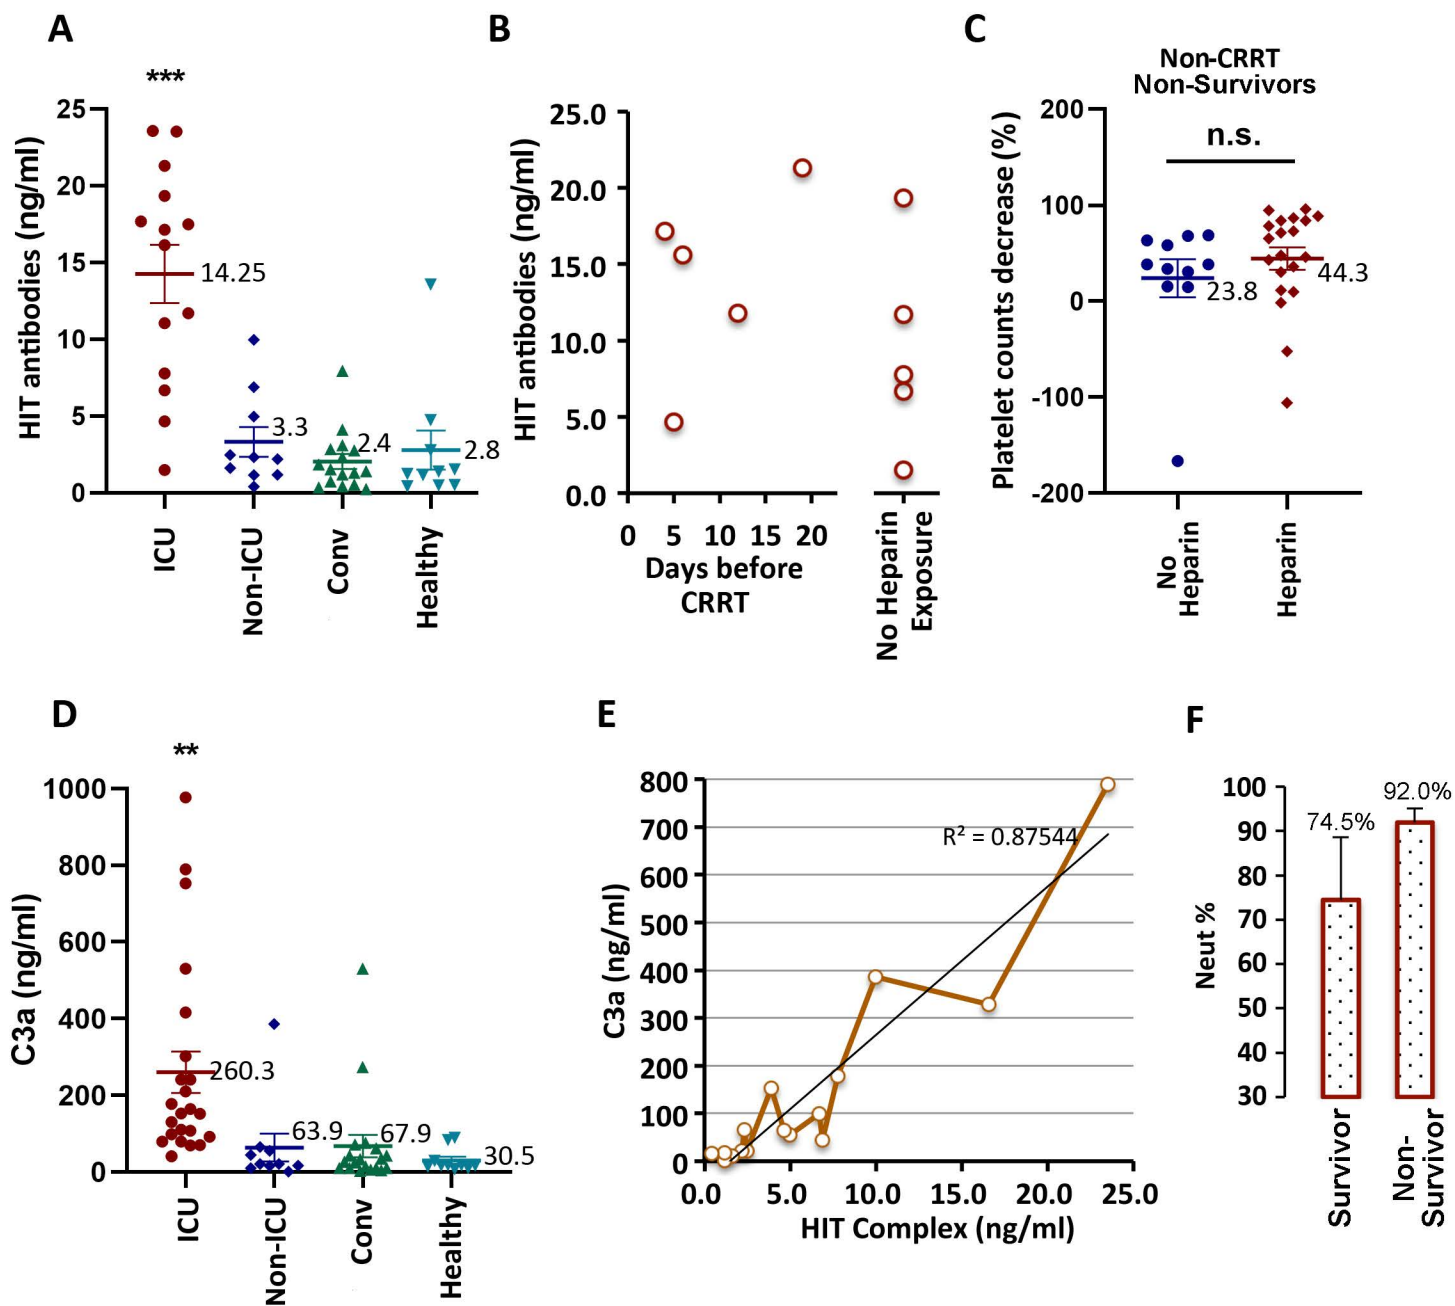 A
***
HIT antibodies (ng/ml)
25
20
15
10
5
0
14.25
3.3
2.4
2.8
ICU
Non-ICU
Conv
Healthy
B
HIT antibodies (ng/ml)
25.0
20.0
15.0
10.0
5.0
0.0
0 5 10 15 20
Days before
CRRT
No Heparin
Exposure
C
Non-CRRT
Non-Survivors
n.s.
Platelet counts decrease (%)
200
100
0
-100
-200
23.8
44.3
No
Heparin
Heparin
D
**
C3a (ng/ml)
1000
800
600
400
200
0
260.3
63.9
67.9
30.5
ICU
Non-ICU
Conv
Healthy
E
C3a (ng/ml)
800
700
600
500
400
300
200
100
0
R² = 0.87544
0.0 5.0 10.0 15.0 20.0 25.0
HIT Complex (ng/ml)
F
Neut %
100
90
80
70
60
50
40
30
74.5%
92.0%
Survivor
Non-
Survivor